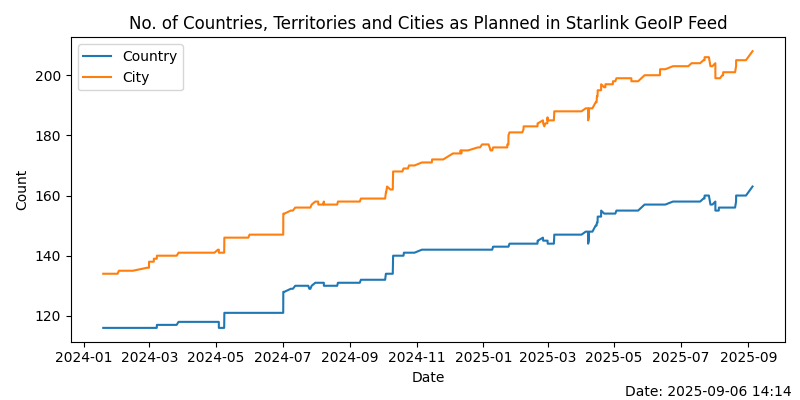 No. of Countries, Territories and Cities as Planned in Starlink GeoIP Feed
Country
City
Count
200
180
160
140
120
2024-01 2024-03 2024-05 2024-07 2024-09 2024-11 2025-01 2025-03 2025-05 2025-07 2025-09
Date
Date: 2025-09-06 14:14